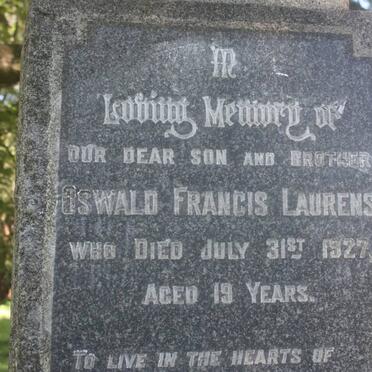 In
Loving Memory of
OUR DEAR SON AND BROTHER
OSWALD FRANCIS LAURENS
WHO DIED JULY 31ST 1927
AGED 19 YEARS.
TO LIVE IN THE HEARTS OF